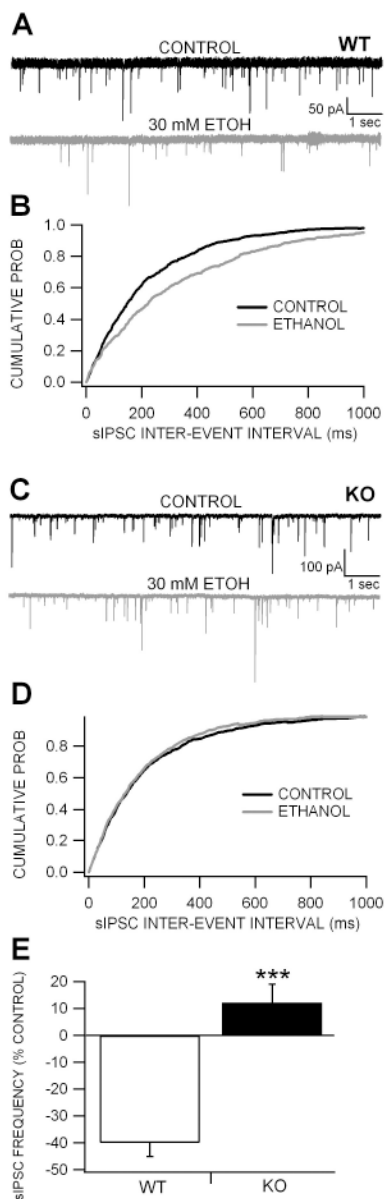 A
CONTROL WT
50 pA
1 sec
30 mM ETOH
B
CUMULATIVE PROB
1.0
0.8
0.6
0.4
0.2
0.0
CONTROL
ETHANOL
0 200 400 600 800 1000
sIPSC INTER-EVENT INTERVAL (ms)
C
CONTROL KO
100 pA
1 sec
30 mM ETOH
D
CUMULATIVE PROB
0.8
0.6
0.4
0.2
0.0
CONTROL
ETHANOL
0 200 400 600 800 1000
sIPSC INTER-EVENT INTERVAL (ms)
E
sIPSC FREQUENCY (% CONTROL)
20
10
0
-10
-20
-30
-40
-50
***
WT KO